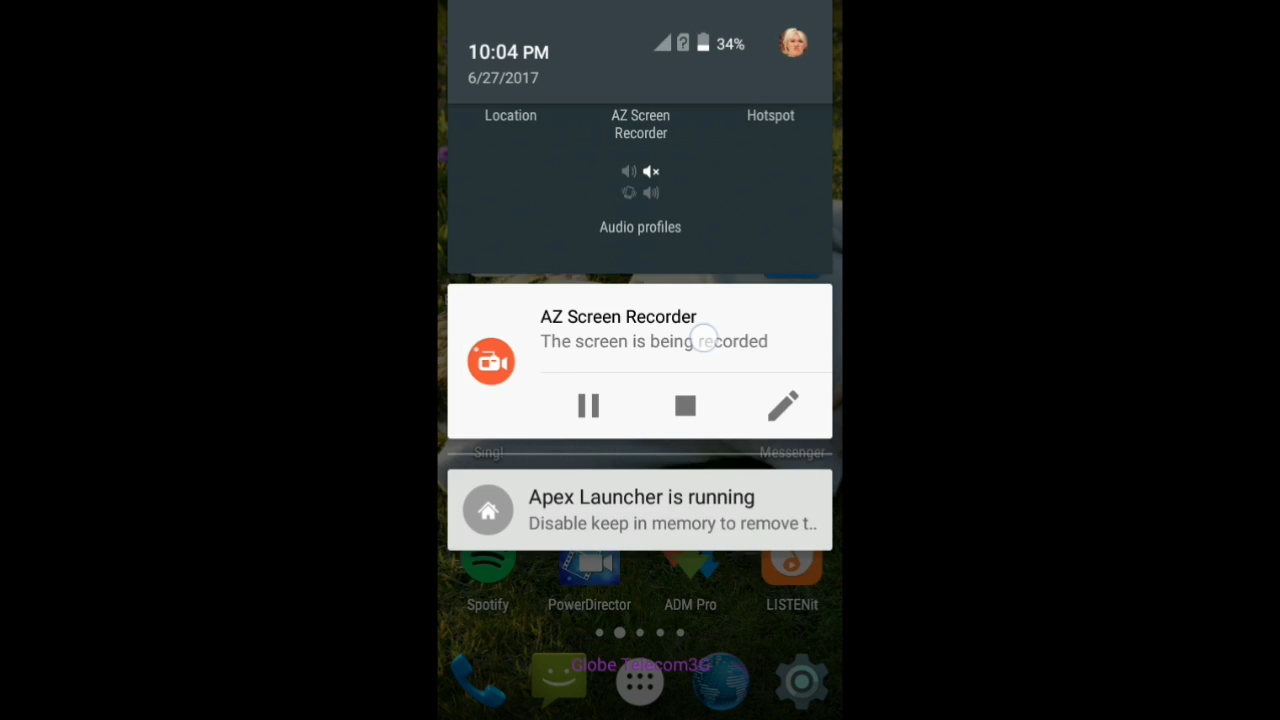 10:04 PM
34%
6/27/2017
Location
AZ Screen
Recorder
Hotspot
Audio profiles
AZ Screen Recorder
The screen is being recorded
Sing!
Messenger
Apex Launcher is running
Disable keep in memory to remove t..
Spotify
PowerDirector
ADM Pro
LISTENit
Globe Telecom3G